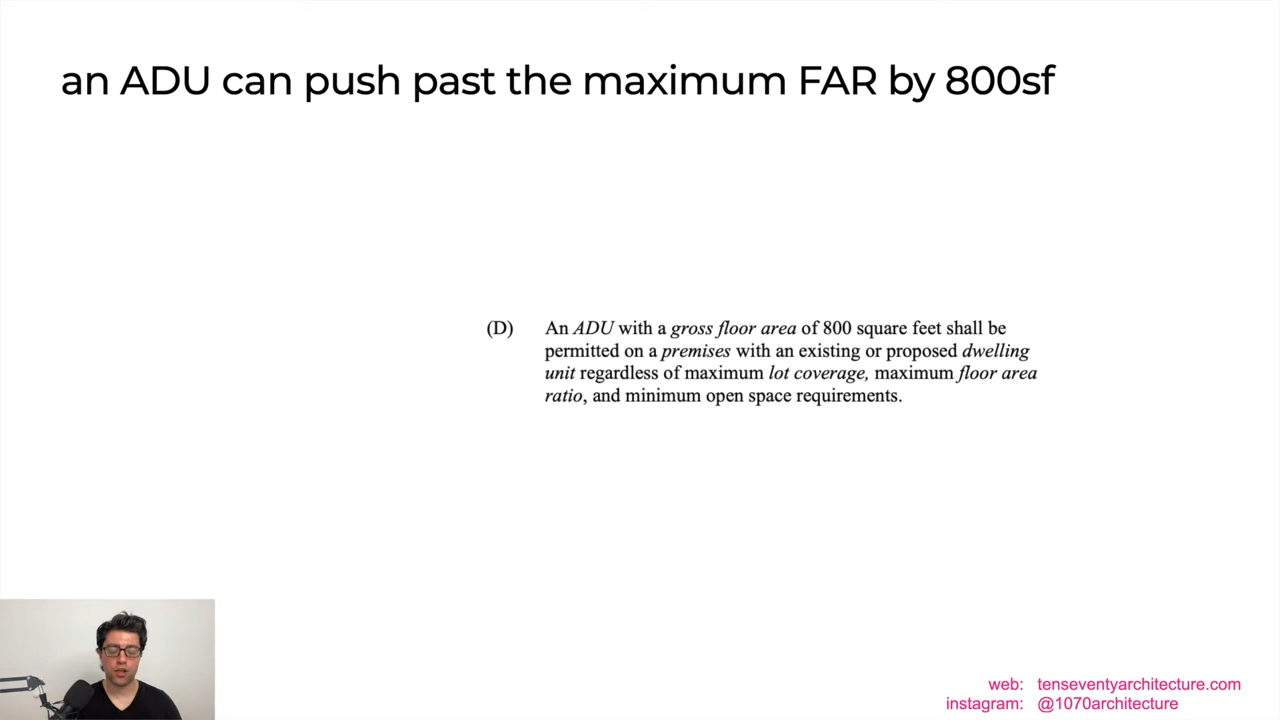 an ADU can push past the maximum FAR by 800sf
(D) An ADU with a gross floor area of 800 square feet shall be
permitted on a premises with an existing or proposed dwelling
unit regardless of maximum lot coverage, maximum floor area
ratio, and minimum open space requirements.
web: tenseventyarchitecture.com
instagram: @1070architecture